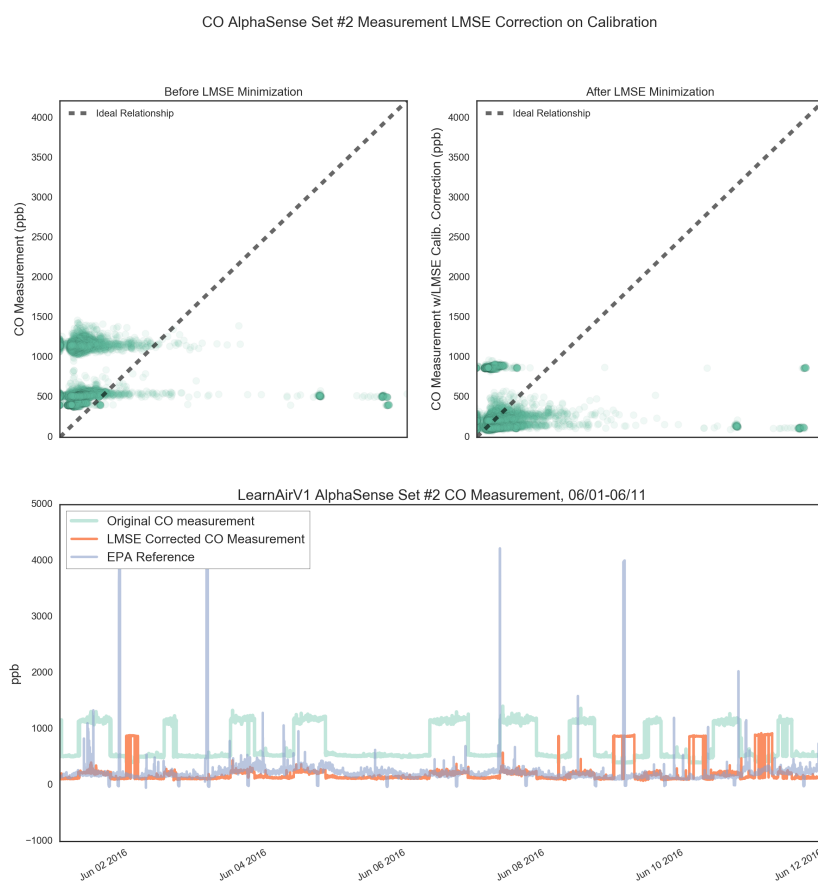 CO AlphaSense Set #2 Measurement LMSE Correction on Calibration
Before LMSE Minimization
After LMSE Minimization
Ideal Relationship
Ideal Relationship
CO Measurement (ppb)
4000
3500
3000
2500
2000
1500
1000
500
0
CO Measurement w/LMSE Calib. Correction (ppb)
4000
3500
3000
2500
2000
1500
1000
500
0
LearnAirV1 AlphaSense Set #2 CO Measurement, 06/01-06/11
Original CO measurement
LMSE Corrected CO Measurement
EPA Reference
ppb
5000
4000
3000
2000
1000
0
−1000
Jun 02 2016
Jun 04 2016
Jun 06 2016
Jun 08 2016
Jun 10 2016
Jun 12 2016